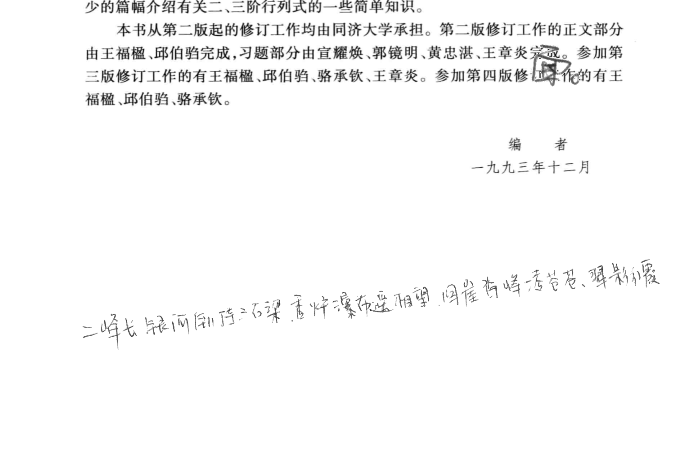 少的篇幅介绍有关二、三阶行列式的一些简单知识。
本书从第二版起的修订工作均由同济大学承担。第二版修订工作的正文部分
由王福楹、邱伯驺完成，习题部分由宣耀焕、郭镜明、黄忠湛、王章炎完成。参加第
三版修订工作的有王福楹、邱伯驺、骆承钦、王章炎。参加第四版修订工作的有王
福楹、邱伯驺、骆承钦。
编 者
一九九三年十二月
二峰长银河倒挂三石梁香炉瀑布遥相望回崖沓嶂凌苍苍、翠影红霞